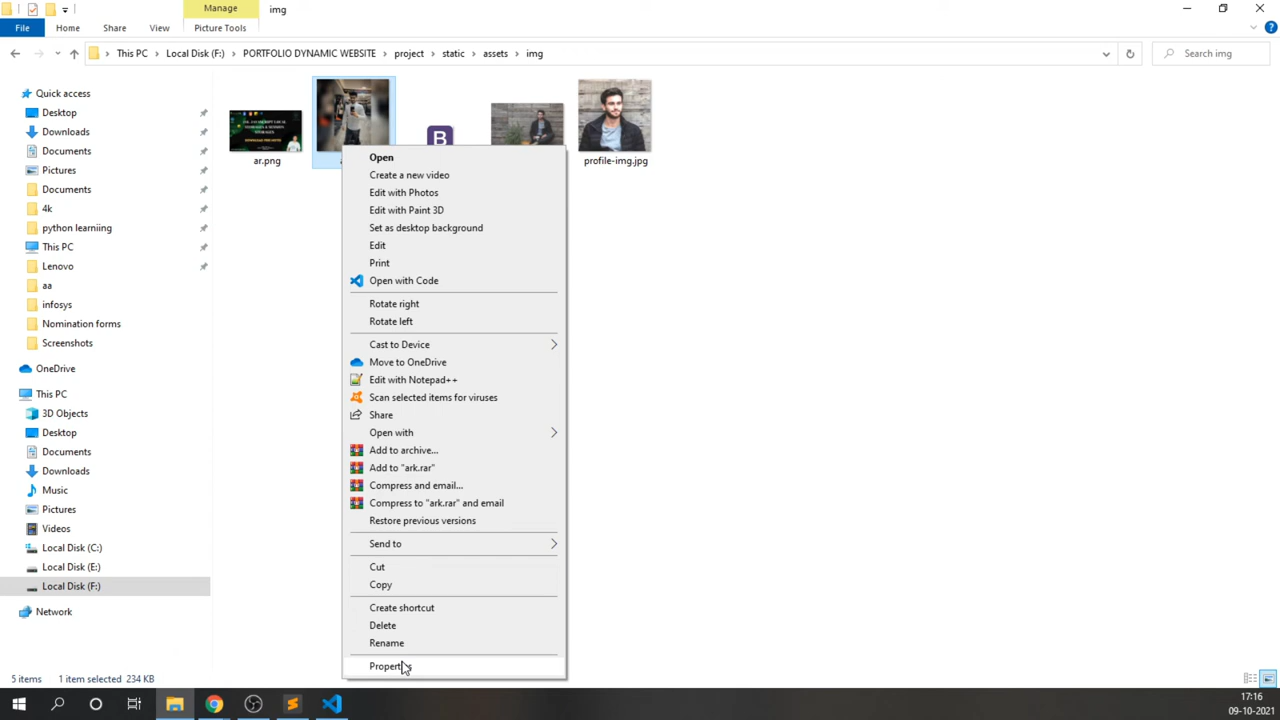 Manage
img
File
Home
Share
View
Picture Tools
This PC
Local Disk (F:)
PORTFOLIO DYNAMIC WEBSITE
project
static
assets
img
Search img
Quick access
Desktop
Downloads
Documents
Pictures
Documents
4k
python learniing
This PC
Lenovo
aa
infosys
Nomination forms
Screenshots
OneDrive
This PC
3D Objects
Desktop
Documents
Downloads
Music
Pictures
Videos
Local Disk (C:)
Local Disk (E:)
Local Disk (F:)
Network
ar.png
B
profile-img.jpg
Open
Create a new video
Edit with Photos
Edit with Paint 3D
Set as desktop background
Edit
Print
Open with Code
Rotate right
Rotate left
Cast to Device
Move to OneDrive
Edit with Notepad++
Scan selected items for viruses
Share
Open with
Add to archive...
Add to "ark.rar"
Compress and email...
Compress to "ark.rar" and email
Restore previous versions
Send to
Cut
Copy
Create shortcut
Delete
Rename
Properties
5 items
1 item selected 234 KB
17:16
09-10-2021